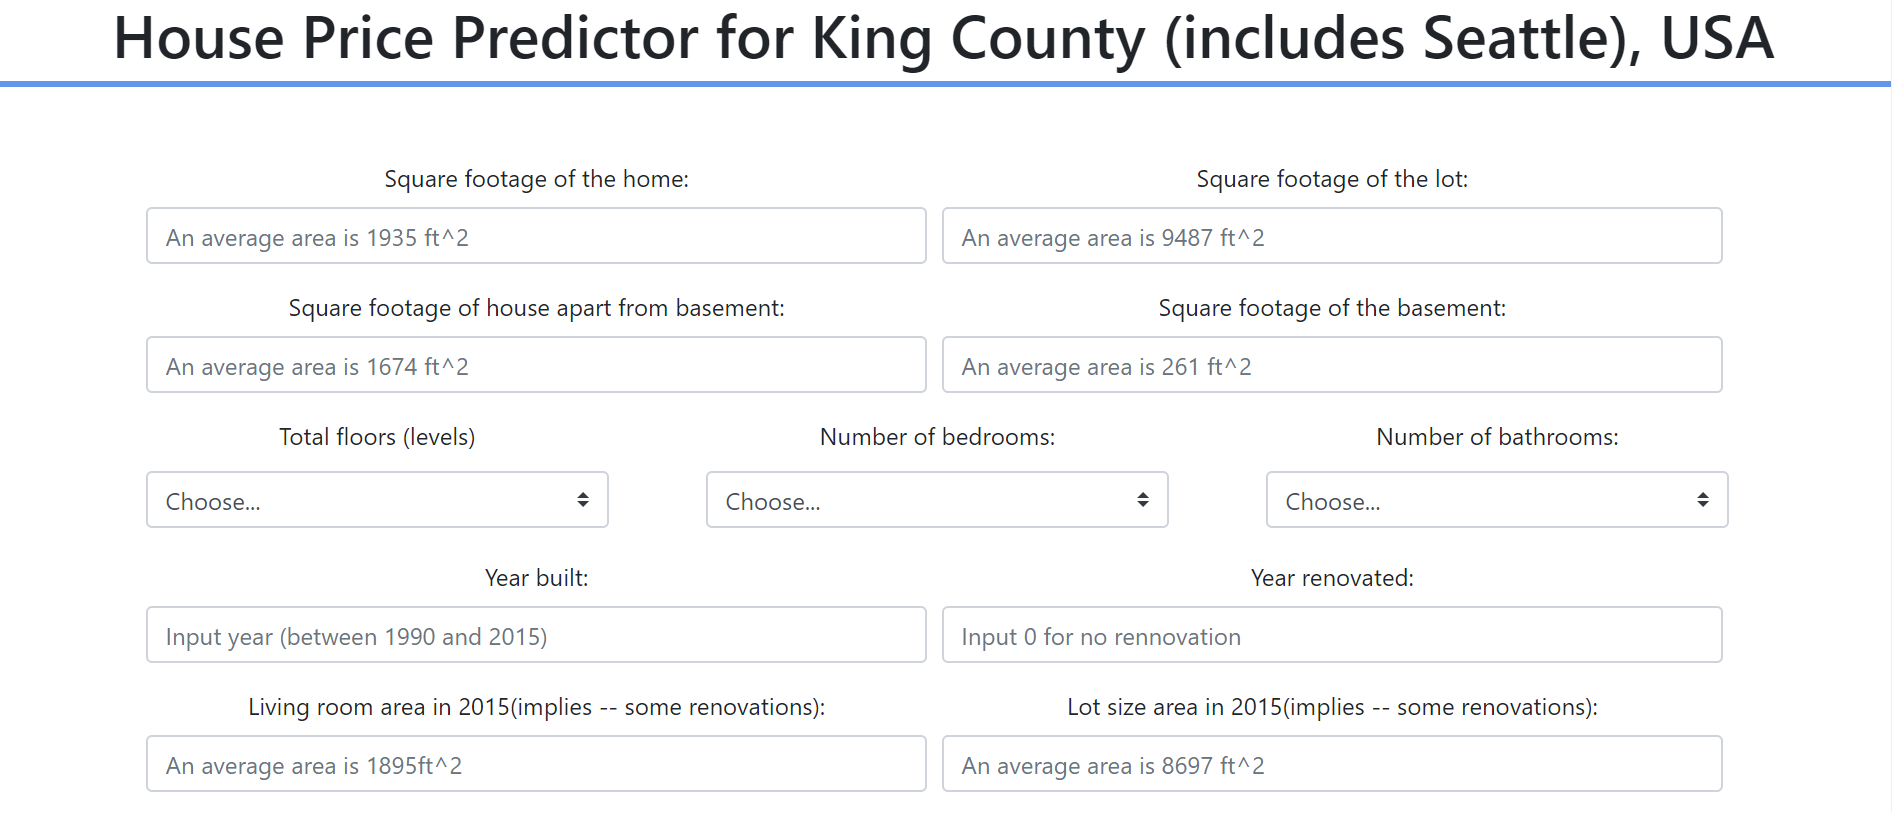 House Price Predictor for King County (includes Seattle), USA
Square footage of the home:
Square footage of the lot:
An average area is 1935 ft^2
An average area is 9487 ft^2
Square footage of house apart from basement:
Square footage of the basement:
An average area is 1674 ft^2
An average area is 261 ft^2
Total floors (levels)
Number of bedrooms:
Number of bathrooms:
Choose...
Choose...
Choose...
Year built:
Year renovated:
Input year (between 1990 and 2015)
Input 0 for no rennovation
Living room area in 2015(implies -- some renovations):
Lot size area in 2015(implies -- some renovations):
An average area is 1895ft^2
An average area is 8697 ft^2